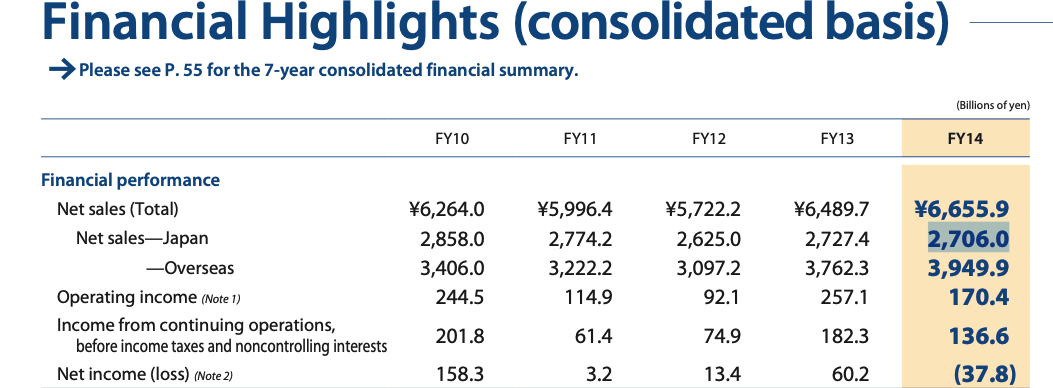 Financial Highlights (consolidated basis)
→ Please see P. 55 for the 7-year consolidated financial summary.
(Billions of yen)
FY10 FY11 FY12 FY13 FY14
Financial performance
Net sales (Total) ¥6,264.0 ¥5,996.4 ¥5,722.2 ¥6,489.7 ¥6,655.9
Net sales—Japan 2,858.0 2,774.2 2,625.0 2,727.4 2,706.0
—Overseas 3,406.0 3,222.2 3,097.2 3,762.3 3,949.9
Operating income (Note 1) 244.5 114.9 92.1 257.1 170.4
Income from continuing operations,
before income taxes and noncontrolling interests 201.8 61.4 74.9 182.3 136.6
Net income (loss) (Note 2) 158.3 3.2 13.4 60.2 (37.8)